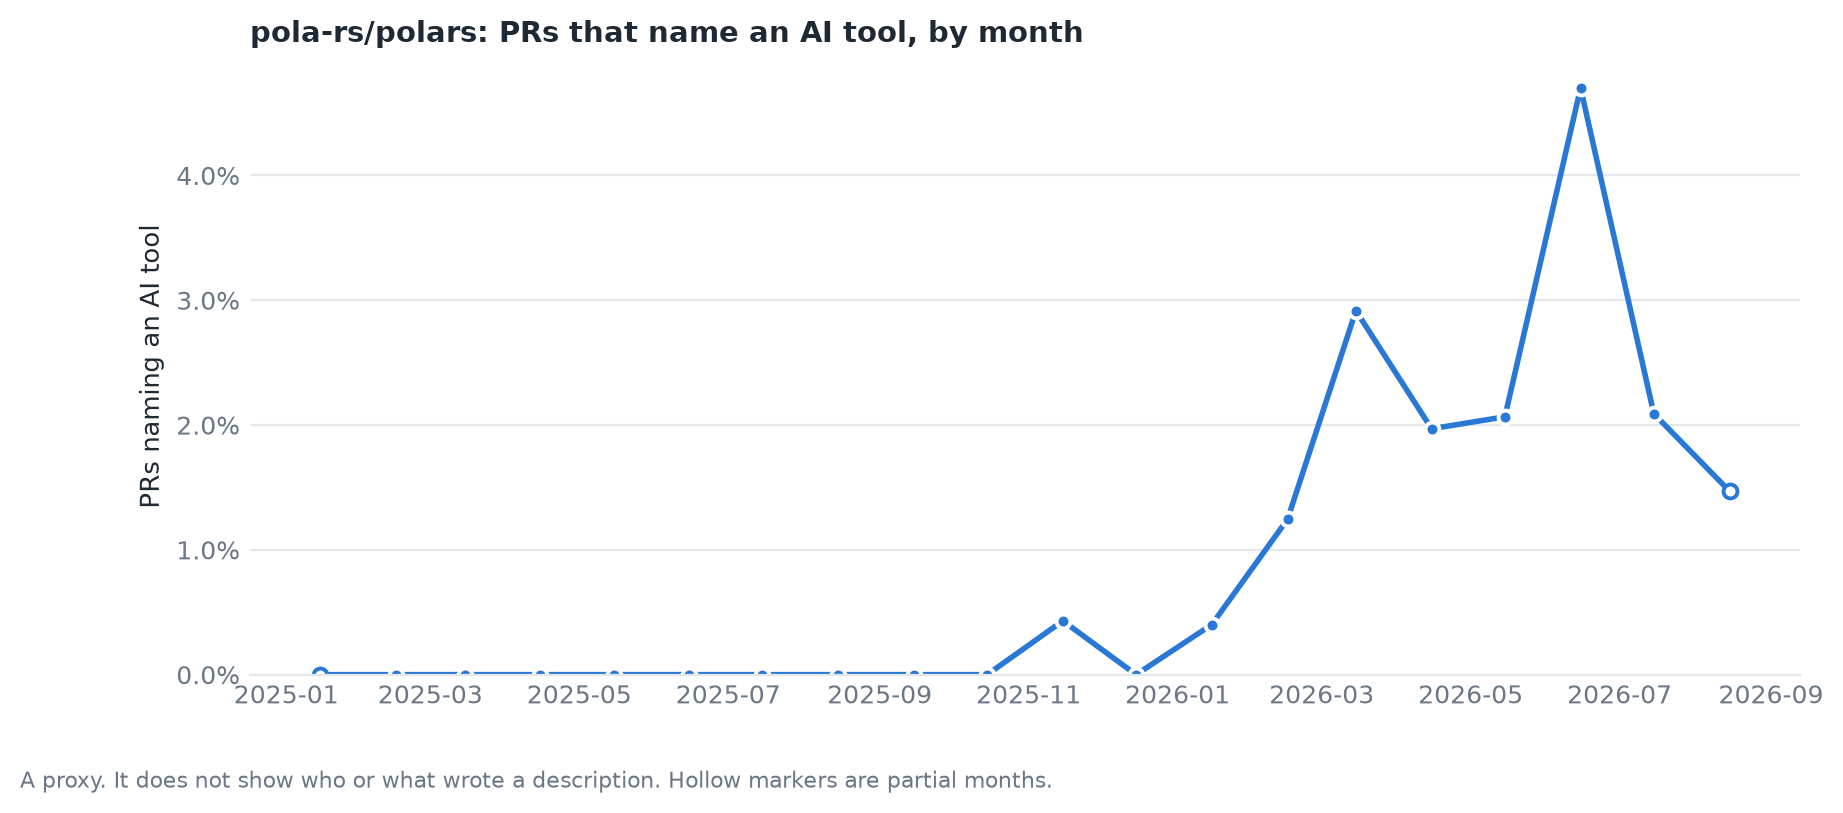 pola-rs/polars: PRs that name an AI tool, by month
PRs naming an AI tool
4.0%
3.0%
2.0%
1.0%
0.0%
2025-01 2025-03 2025-05 2025-07 2025-09 2025-11 2026-01 2026-03 2026-05 2026-07 2026-09
A proxy. It does not show who or what wrote a description. Hollow markers are partial months.